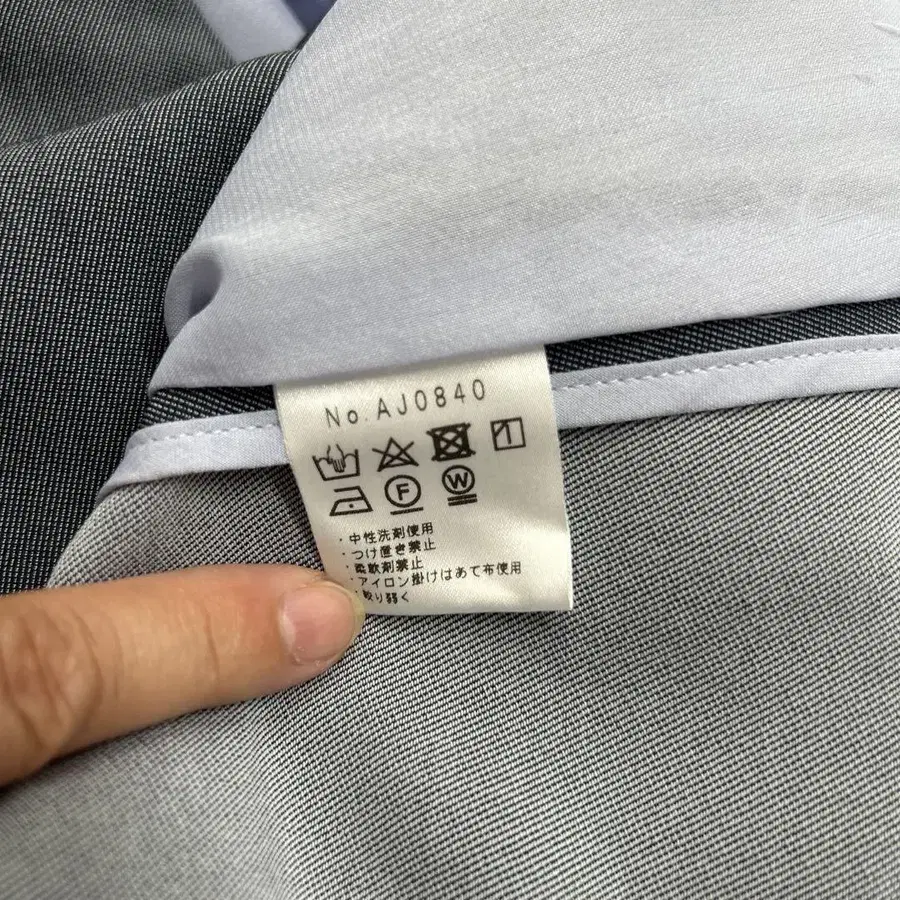 No.AJ0840
F W
・中性洗剤使用
・つけ置き禁止
・柔軟剤禁止
・アイロン掛けはあて布使用
絞り弱く